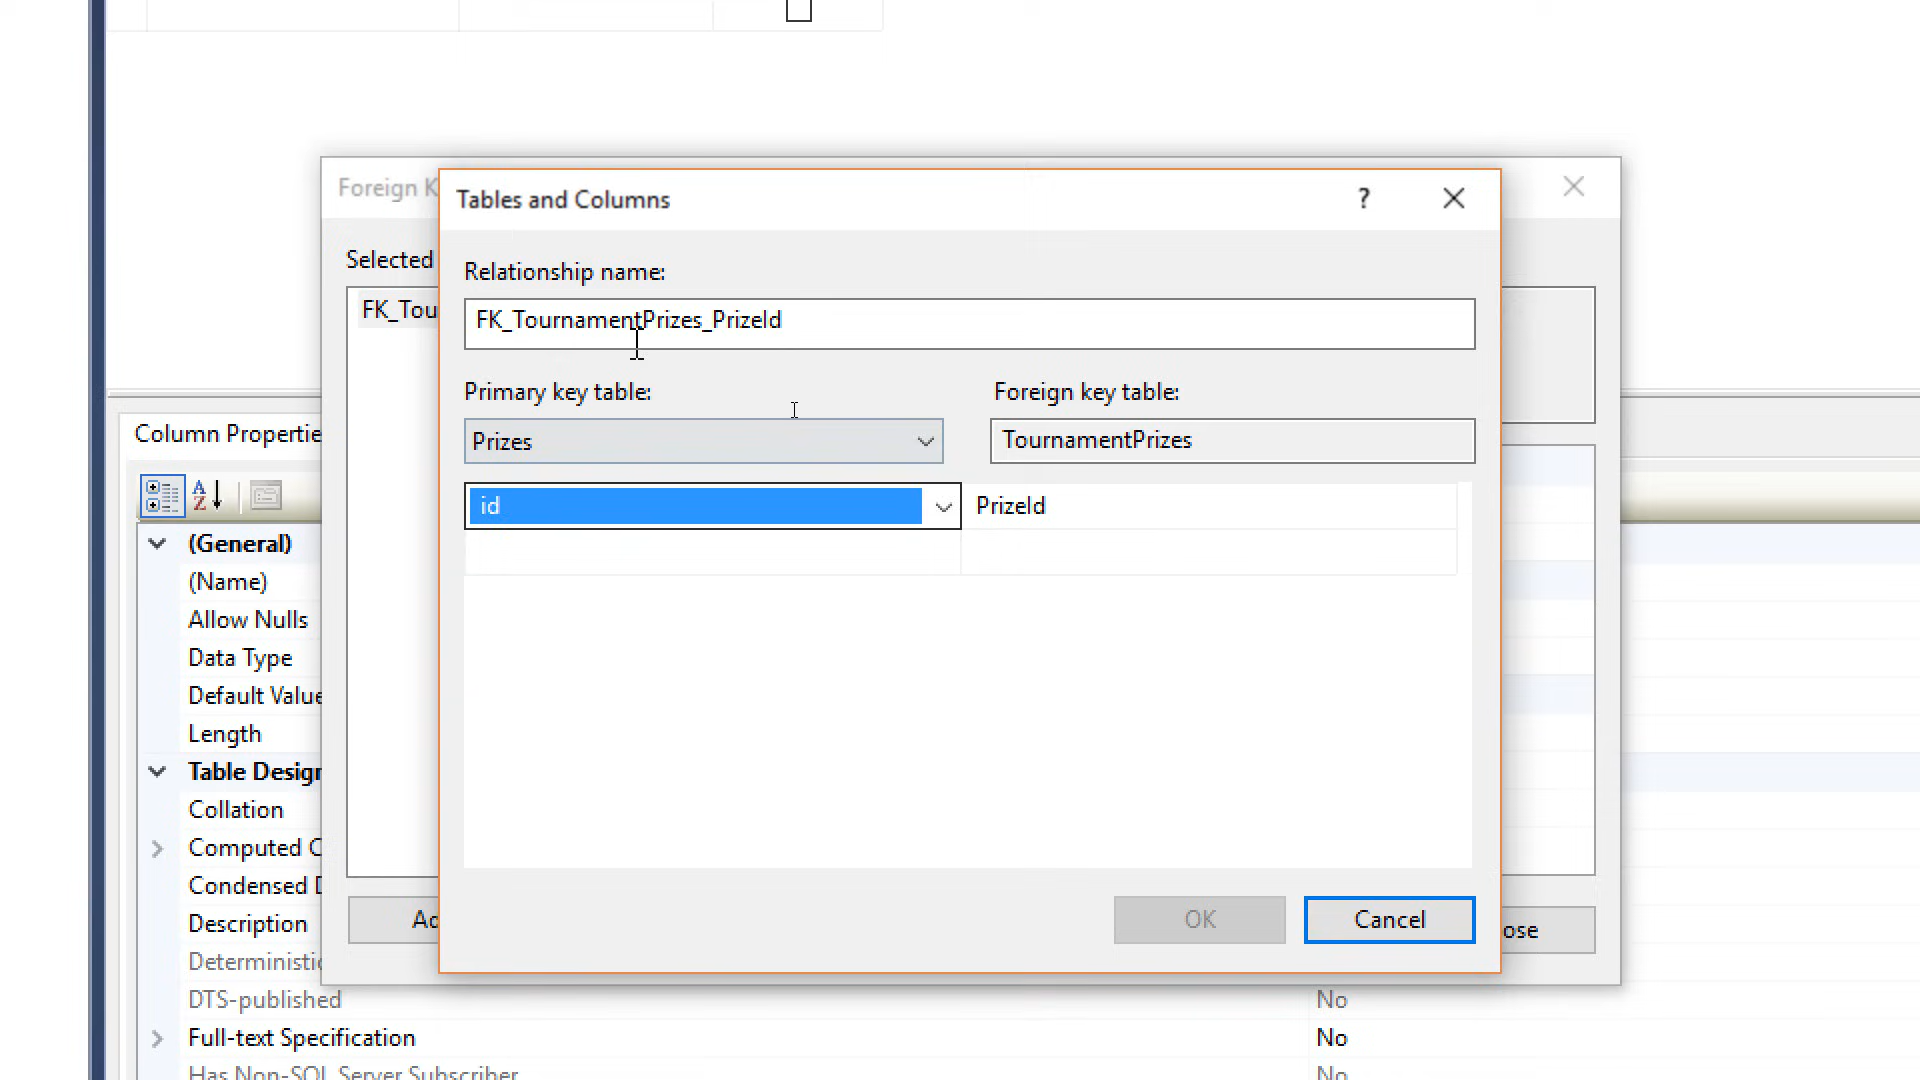 Foreign K
Tables and Columns
?
Selected
Relationship name:
FK_Tou
FK_TournamentPrizes_PrizeId
Primary key table:
Foreign key table:
Column Propertie
Prizes
TournamentPrizes
id
PrizeId
(General)
(Name)
Allow Nulls
Data Type
Default Value
Length
Table Design
Collation
Computed C
Condensed D
Description
Ad
OK
Cancel
ose
Deterministic
DTS-published
No
Full-text Specification
No
Has Non-SQL Server Subscriber
No